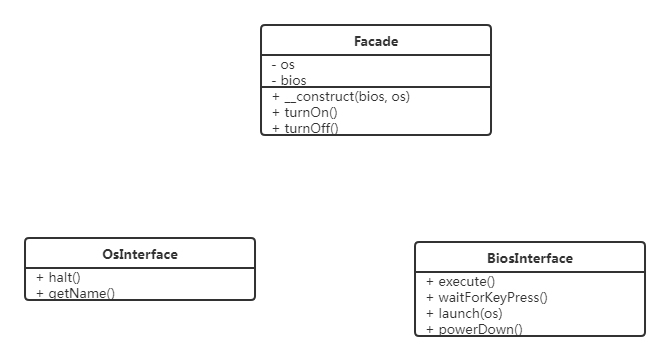 Facade
- os
- bios
+ __construct(bios, os)
+ turnOn()
+ turnOff()
OsInterface
+ halt()
+ getName()
BiosInterface
+ execute()
+ waitForKeyPress()
+ launch(os)
+ powerDown()